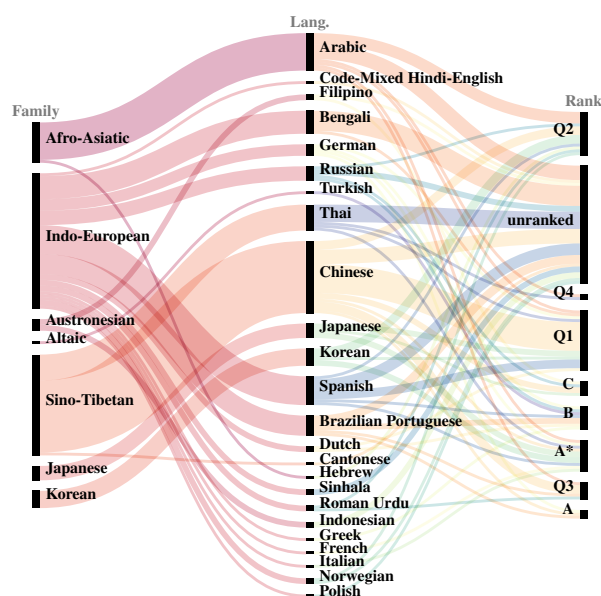 Family
Lang.
Rank
Afro-Asiatic
Indo-European
Austronesian
Altaic
Sino-Tibetan
Japanese
Korean
Arabic
Code-Mixed Hindi-English
Filipino
Bengali
German
Russian
Turkish
Thai
Chinese
Japanese
Korean
Spanish
Brazilian Portuguese
Dutch
Cantonese
Hebrew
Sinhala
Roman Urdu
Indonesian
Greek
French
Italian
Norwegian
Polish
Q2
unranked
Q4
Q1
C
B
A*
Q3
A